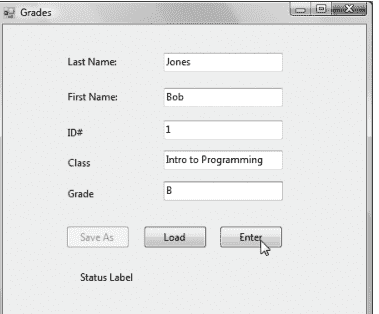 Grades
Last Name: Jones
First Name: Bob
ID# 1
Class Intro to Programming
Grade B
Save As Load Enter
Status Label